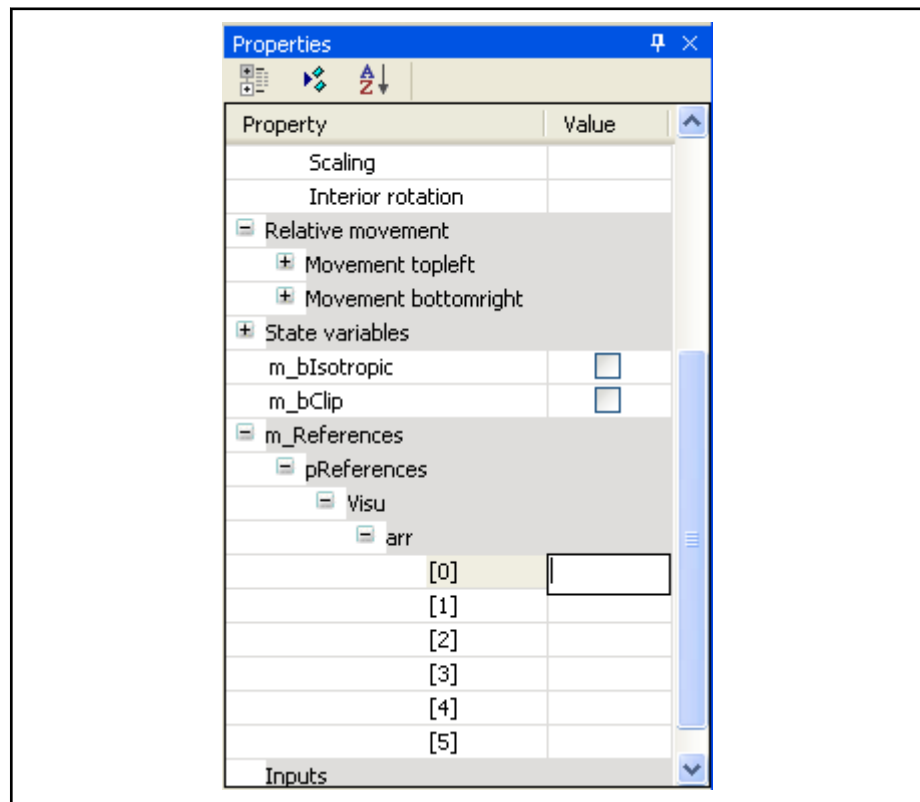 Properties
Property Value
Scaling
Interior rotation
Relative movement
Movement topleft
Movement bottomright
State variables
m_bIsotropic
m_bClip
m_References
pReferences
Visu
arr
[0]
[1]
[2]
[3]
[4]
[5]
Inputs